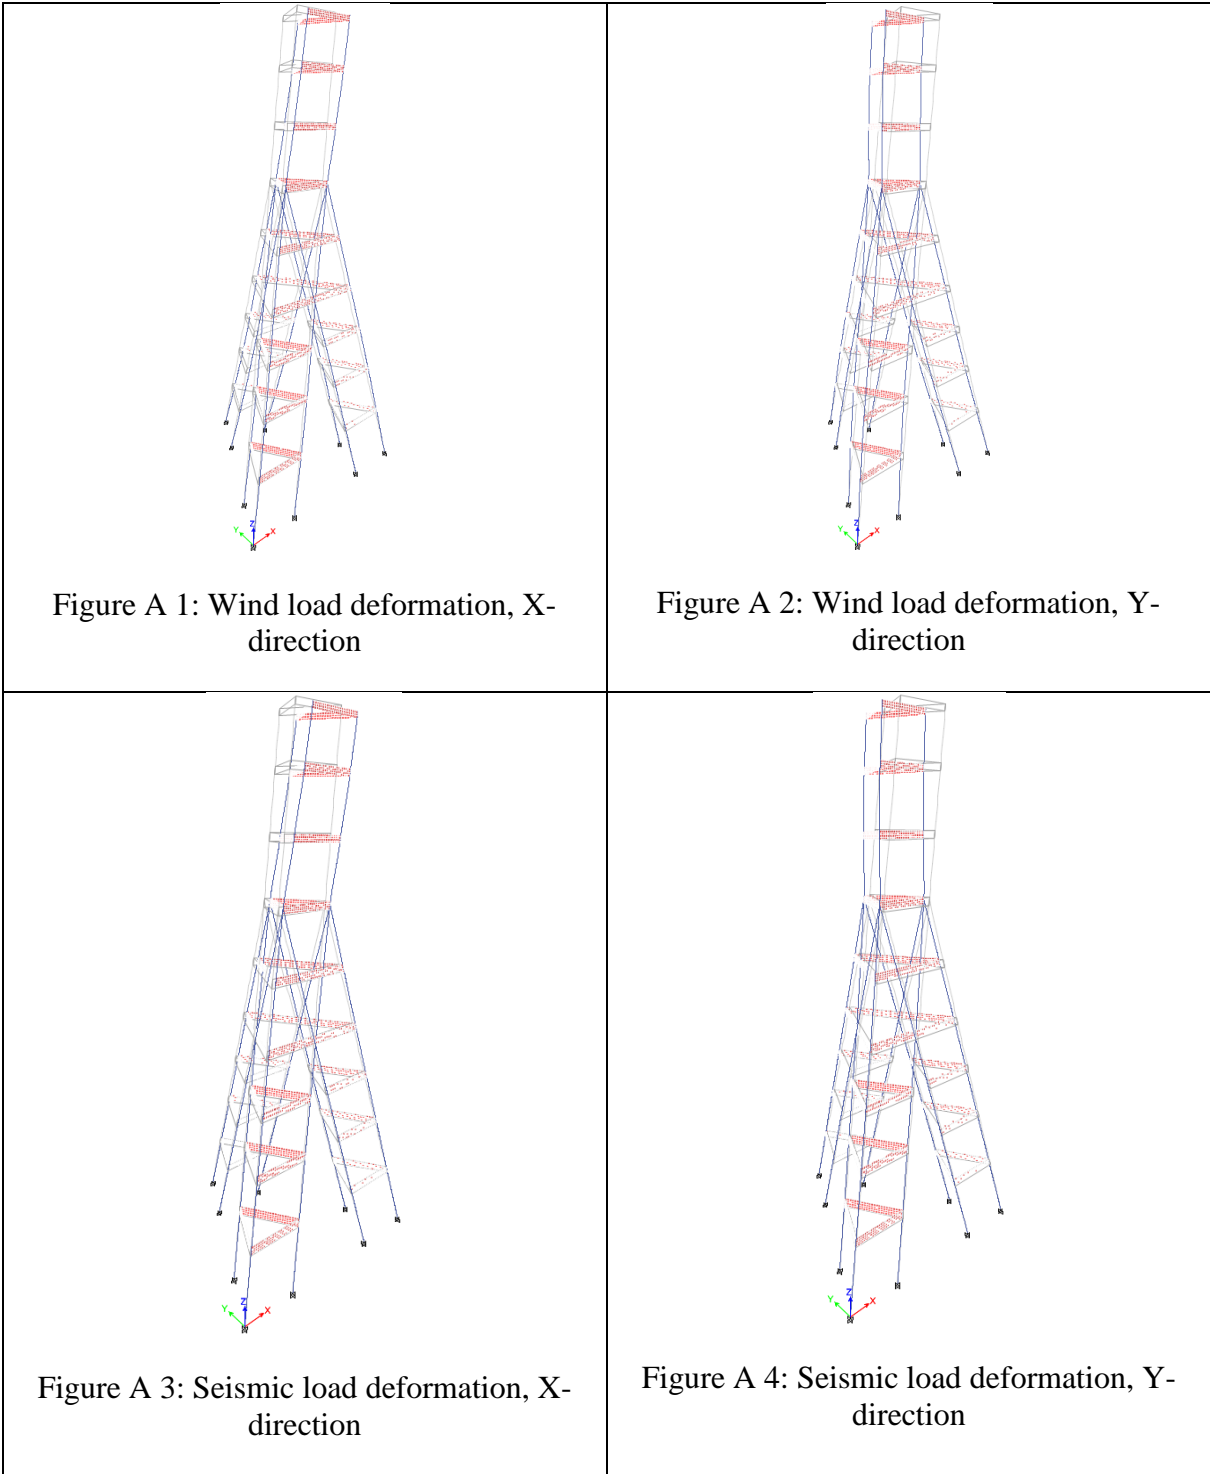 Y Z X
Figure A 1: Wind load deformation, X-
direction
Y Z X
Figure A 2: Wind load deformation, Y-
direction
Y Z X
Figure A 3: Seismic load deformation, X-
direction
Y Z X
Figure A 4: Seismic load deformation, Y-
direction